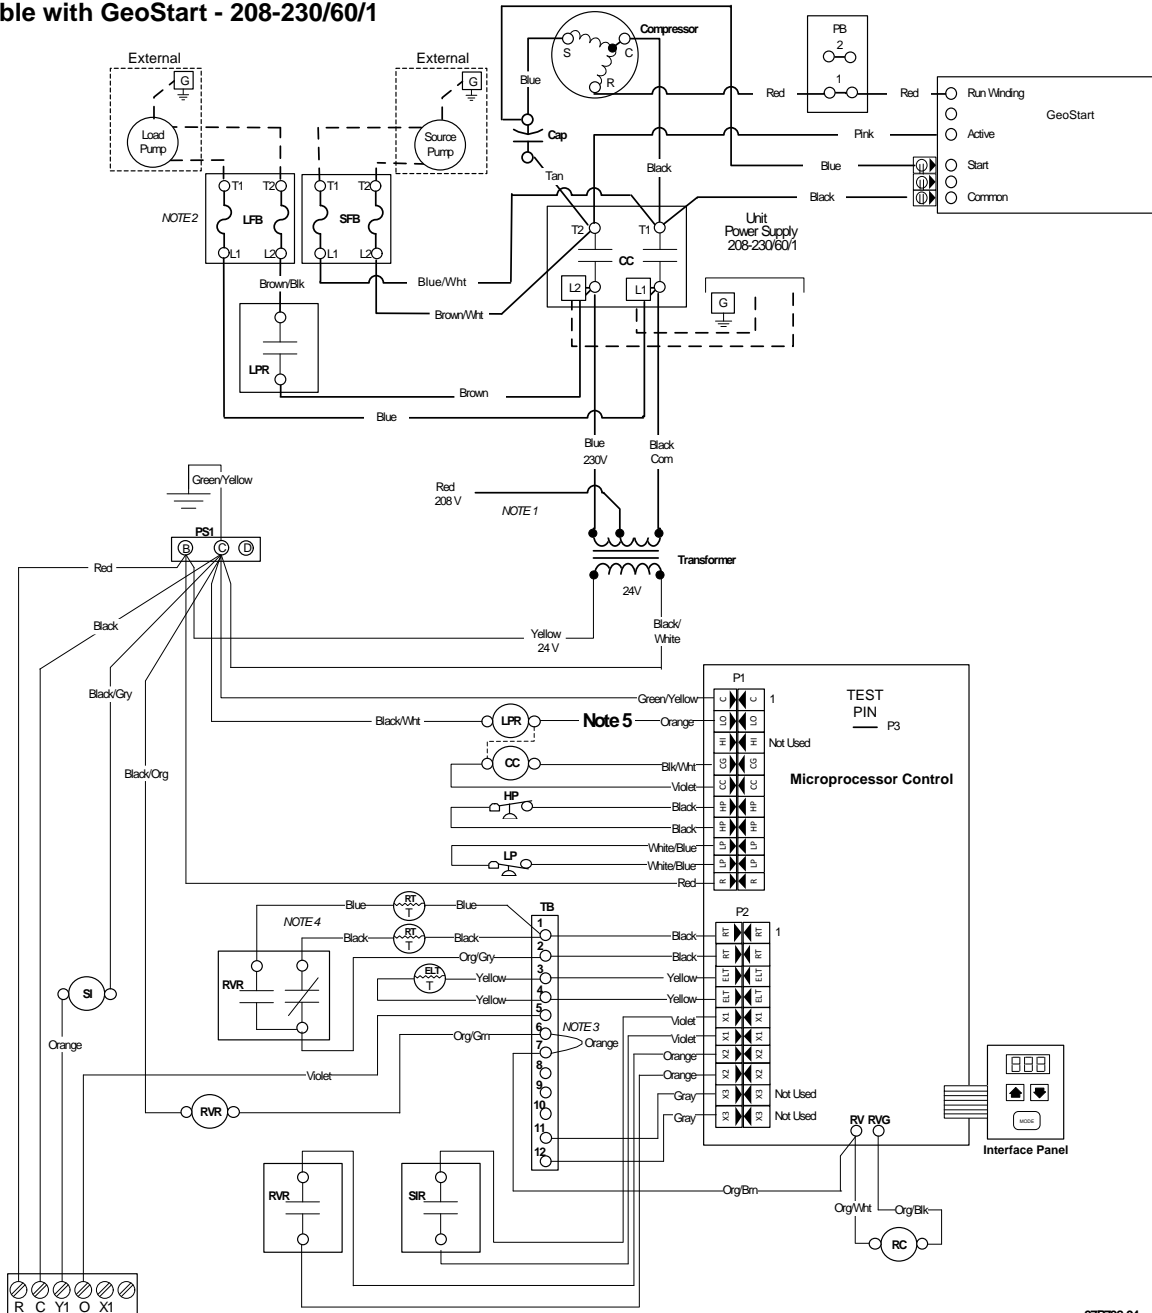 ble with GeoStart - 208-230/60/1
External
External
Compressor
PB
2
1
G
G
S
C
R
Blue
Red
Red
Run Winding
GeoStart
Load
Pump
Source
Pump
Cap
Pink
Active
Tan
Black
Blue
Start
T1
T2
T1
T2
Black
Common
NOTE 2
LFB
SFB
T2
T1
Unit
Power Supply
208-230/60/1
L1
L2
L1
L2
CC
Brown/Blk
Blue/Wht
L2
L1
G
Brown/Wht
LPR
Brown
Blue
Blue
230V
Black
Com
Green/Yellow
Red
208 V
NOTE 1
PS1
B
C
D
Transformer
Red
24V
Black
Yellow
24 V
Black/
White
P1
TEST
PIN
P3
Black/Gry
Green/Yellow
C
C
1
Black/Wht
LPR
Note 5
Orange
LO
LO
HI
HI
Not Used
CC
Blk/Wht
CG
CG
Black/Org
Microprocessor Control
Violet
CC
CC
HP
Black
HP
HP
Black
HP
HP
White/Blue
LP
LP
LP
White/Blue
LP
LP
Red
R
R
Blue
RT
T
Blue
TB
P2
NOTE 4
1
Black
RT
T
Black
Black
RT
RT
1
2
Org/Gry
Black
RT
RT
3
ELT
T
Yellow
Yellow
ELT
ELT
RVR
4
Yellow
Yellow
ELT
ELT
SI
5
Violet
X1
X1
6
NOTE 3
Org/Grn
Orange
Violet
X1
X1
Orange
7
Orange
X2
X2
8
Orange
X2
X2
Violet
9
Gray
X3
X3
Not Used
RVR
10
Gray
X3
X3
Not Used
11
RV RVG
MODE
12
Interface Panel
RVR
SIR
Org/Brn
Org/Wht
Org/Blk
RC
R
C
Y1
O
X1